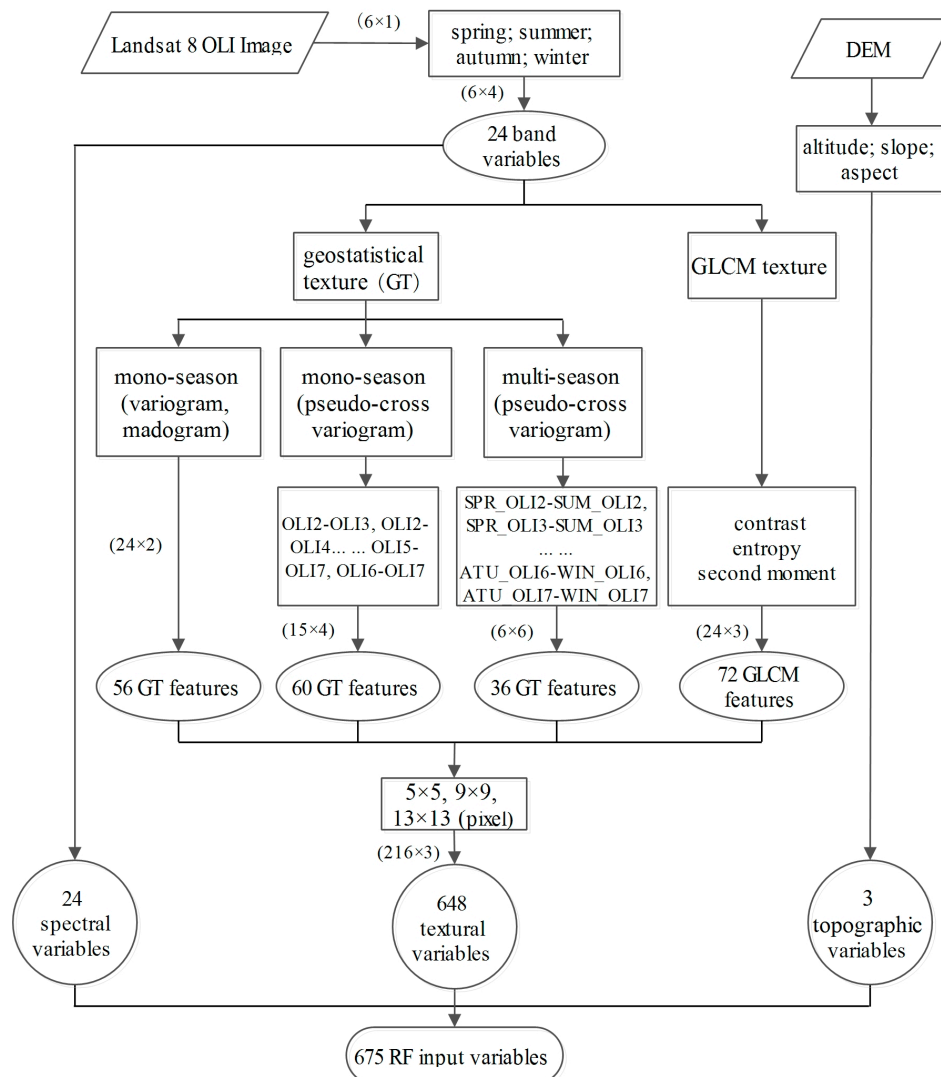 Landsat 8 OLI Image
(6×1)
spring; summer;
autumn; winter
DEM
(6×4)
24 band
variables
altitude; slope;
aspect
geostatistical
texture (GT)
GLCM texture
mono-season
(variogram,
madogram)
mono-season
(pseudo-cross
variogram)
multi-season
(pseudo-cross
variogram)
(24×2)
OLI2-OLI3, OLI2-
OLI4... ... OLI5-
OLI7, OLI6-OLI7
SPR_OLI2-SUM_OLI2,
SPR_OLI3-SUM_OLI3
... ...
ATU_OLI6-WIN_OLI6,
ATU_OLI7-WIN_OLI7
contrast
entropy
second moment
(15×4)
(6×6)
(24×3)
56 GT features
60 GT features
36 GT features
72 GLCM
features
5×5, 9×9,
13×13 (pixel)
(216×3)
24
spectral
variables
648
textural
variables
3
topographic
variables
675 RF input variables